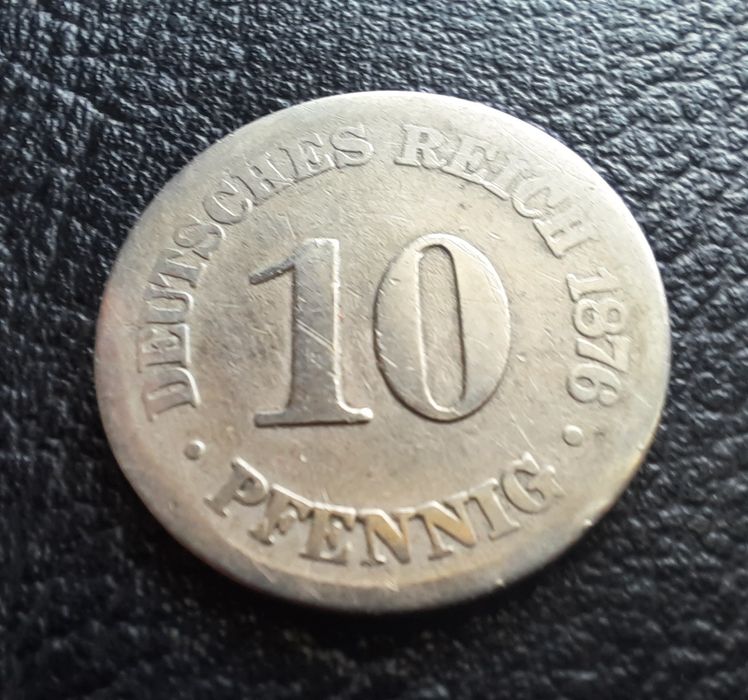 DEUTSCHES REICH 1876
10
• PFENNIG •